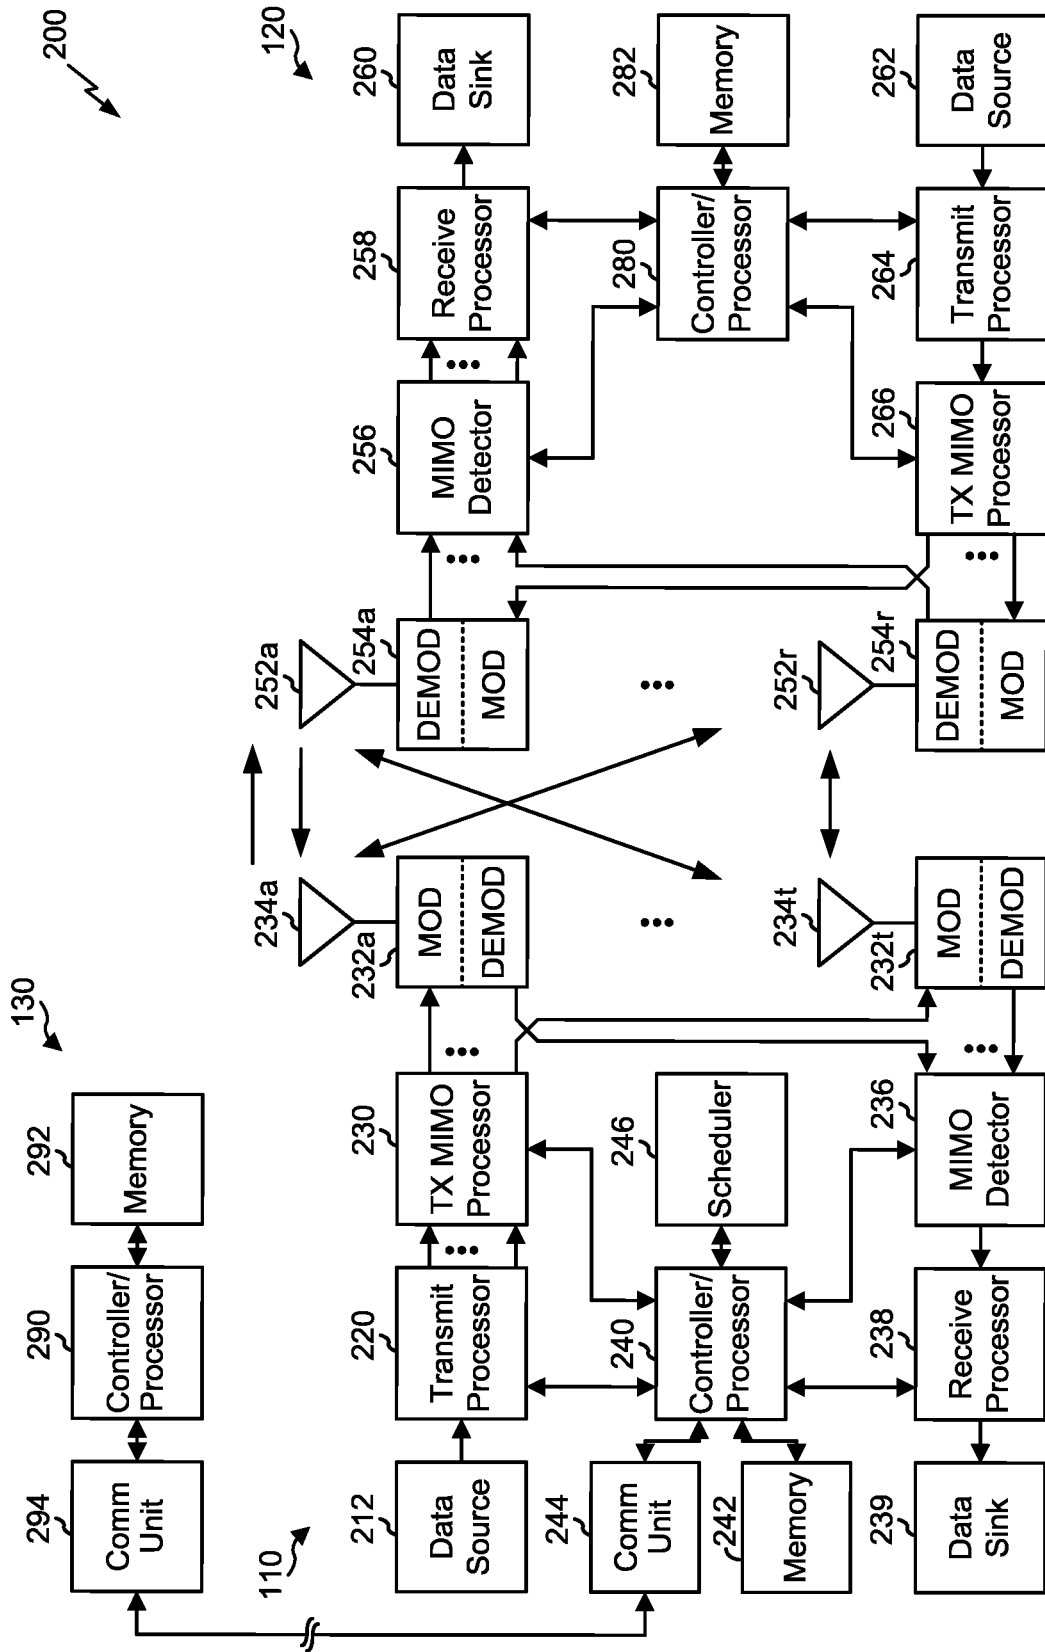 200
130
294
Comm
Unit
290
Controller/
Processor
292
Memory
110
120
212
Data
Source
220
Transmit
Processor
230
TX MIMO
Processor
232a
MOD
DEMOD
234a
252a
254a
DEMOD
MOD
256
MIMO
Detector
258
Receive
Processor
260
Data
Sink
244
Comm
Unit
242
Memory
240
Controller/
Processor
246
Scheduler
280
Controller/
Processor
282
Memory
239
Data
Sink
238
Receive
Processor
236
MIMO
Detector
232t
MOD
DEMOD
234t
252r
254r
DEMOD
MOD
266
TX MIMO
Processor
264
Transmit
Processor
262
Data
Source